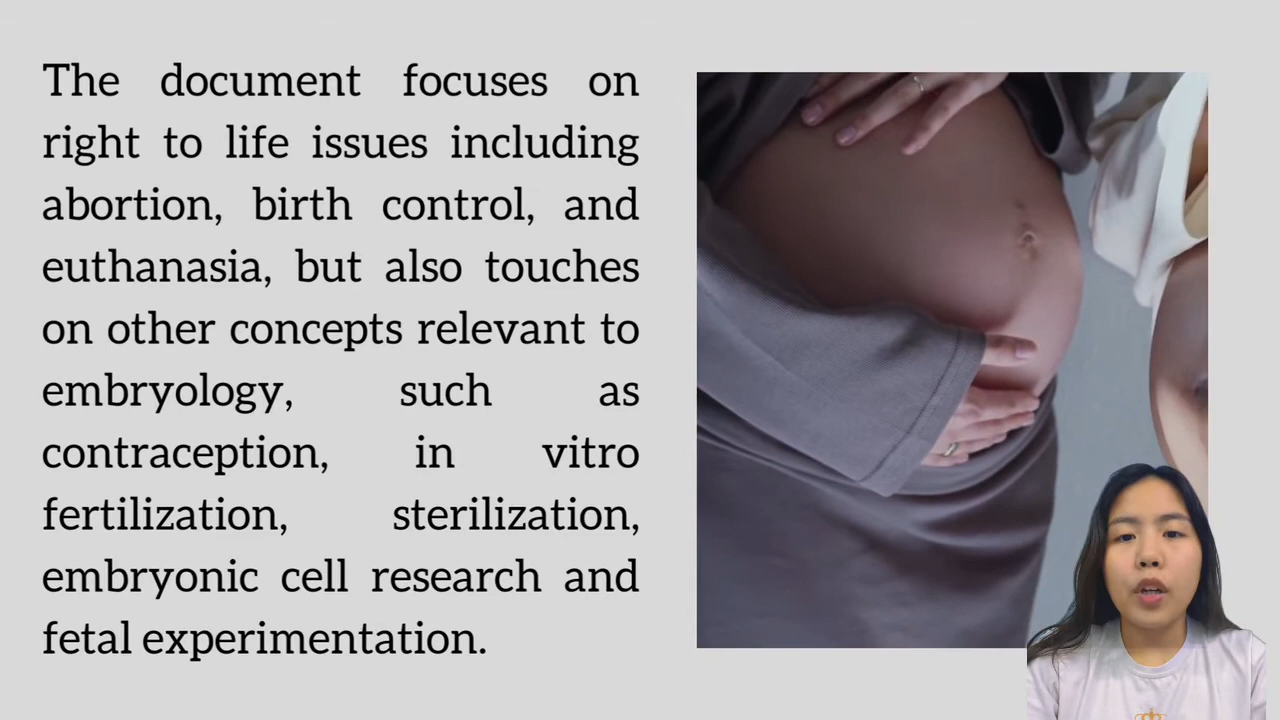 The document focuses on
right to life issues including
abortion, birth control, and
euthanasia, but also touches
on other concepts relevant to
embryology, such as
contraception, in vitro
fertilization, sterilization,
embryonic cell research and
fetal experimentation.